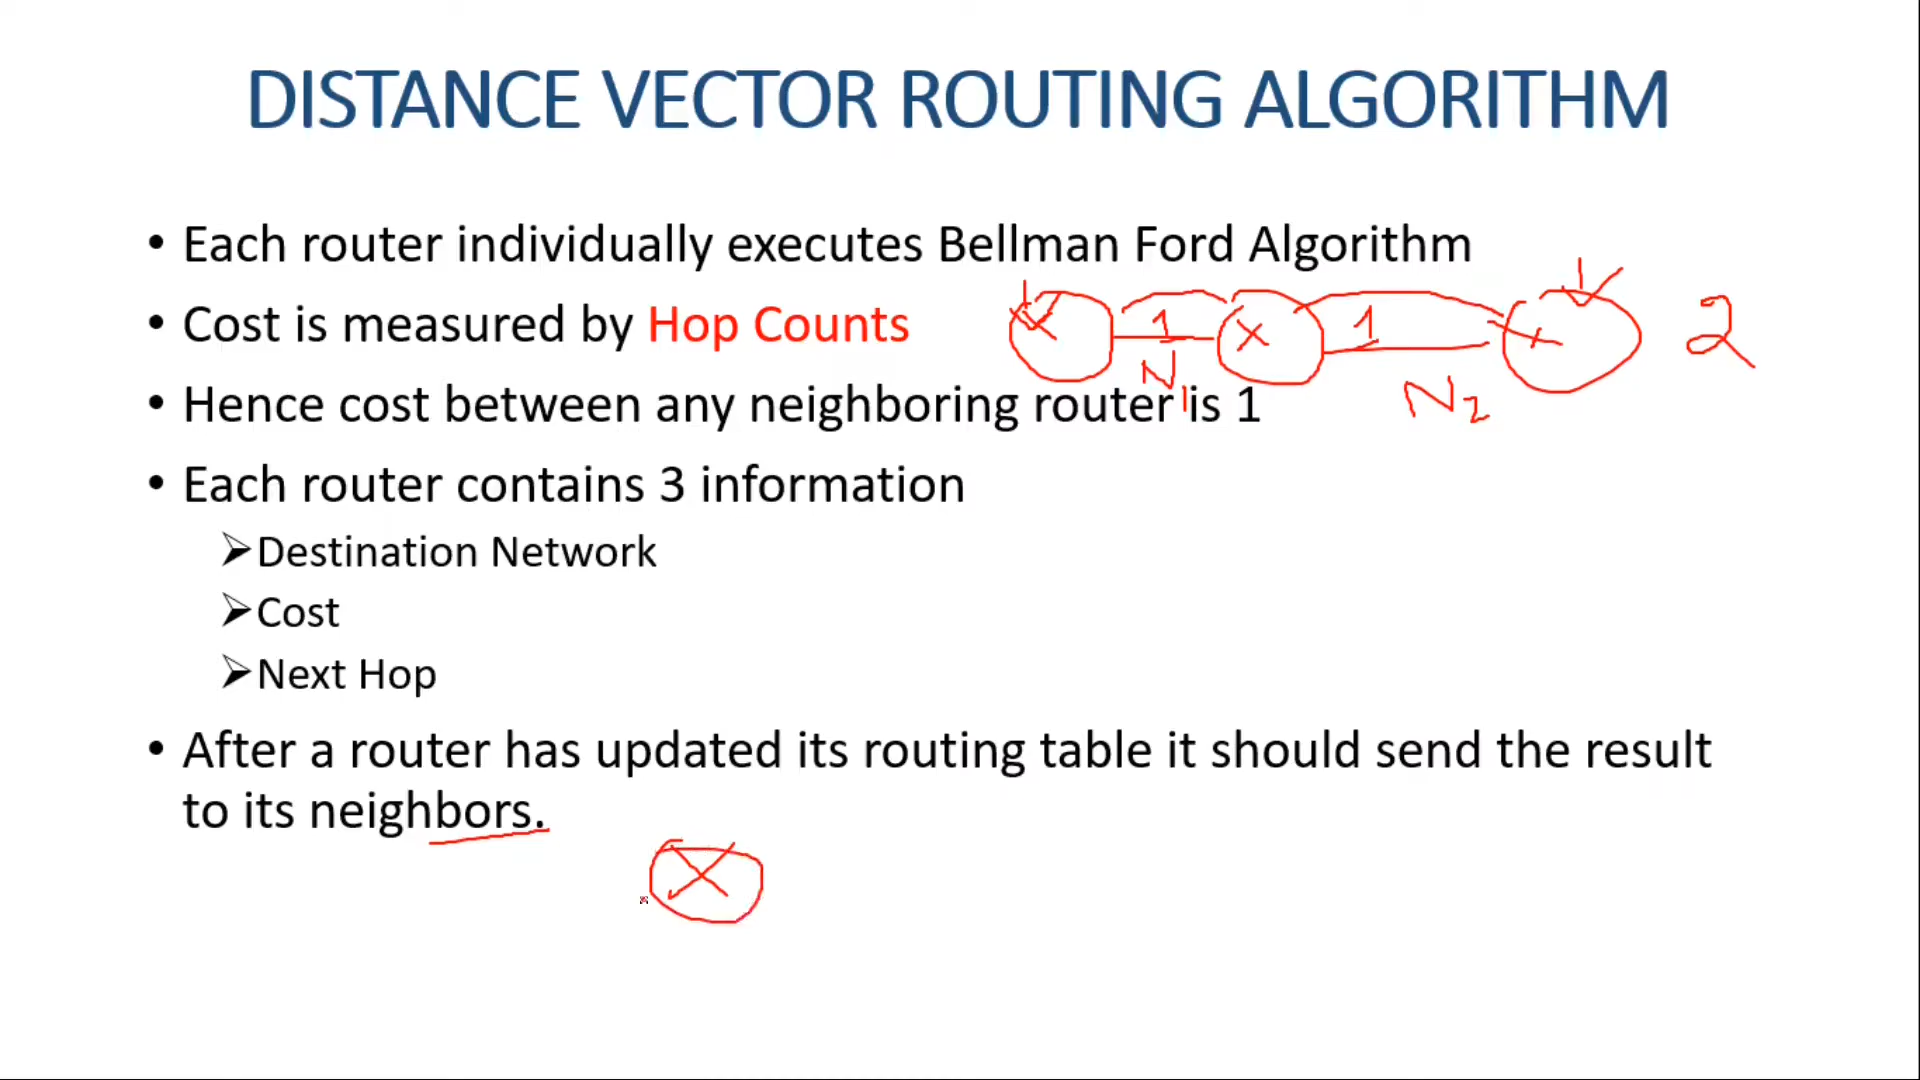 DISTANCE VECTOR ROUTING ALGORITHM
• Each router individually executes Bellman Ford Algorithm
• Cost is measured by Hop Counts
1
1
2
N1
N2
• Hence cost between any neighboring router is 1
• Each router contains 3 information
➢Destination Network
➢Cost
➢Next Hop
• After a router has updated its routing table it should send the result
to its neighbors.